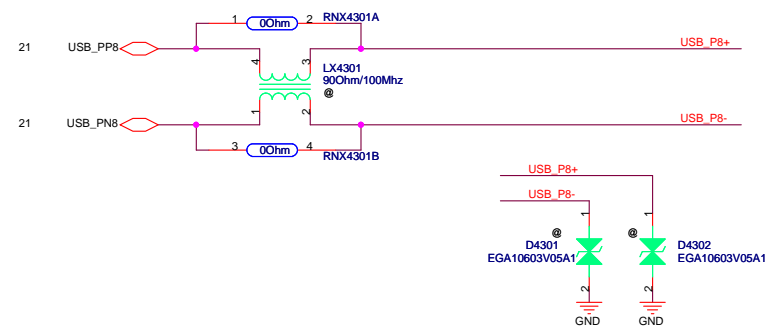 1 0Ohm 2 RNX4301A
21 USB_PP8 USB_P8+
4 3 LX4301
90Ohm/100Mhz
@
1 2
21 USB_PN8 USB_P8-
3 0Ohm 4 RNX4301B
USB_P8+
USB_P8-
1 1
@ @
D4301 D4302
EGA10603V05A1 EGA10603V05A1
2 2
GND GND